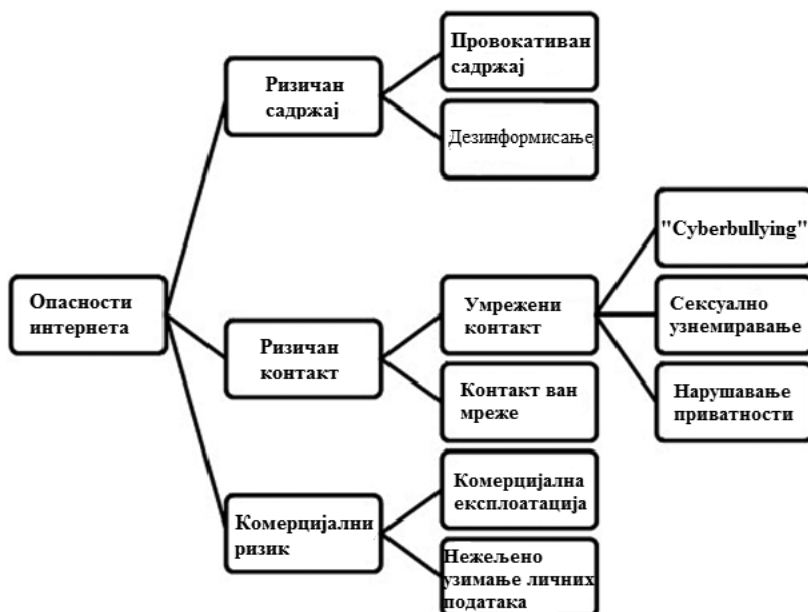 Провокативан
садржај
Ризичан
садржај
Дезинформисање
"Cyberbullying"
Опасности
интернета
Умрежени
контакт
Сексуално
узнемиравање
Ризичан
контакт
Контакт ван
мреже
Нарушавање
приватности
Комерцијална
експлоатација
Комерцијални
ризик
Нежељено
узимање личних
података